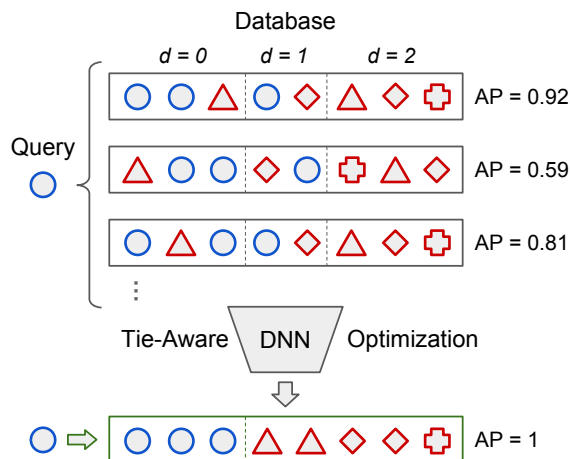 Database
d = 0 d = 1 d = 2
AP = 0.92
Query
AP = 0.59
AP = 0.81
Tie-Aware DNN Optimization
AP = 1